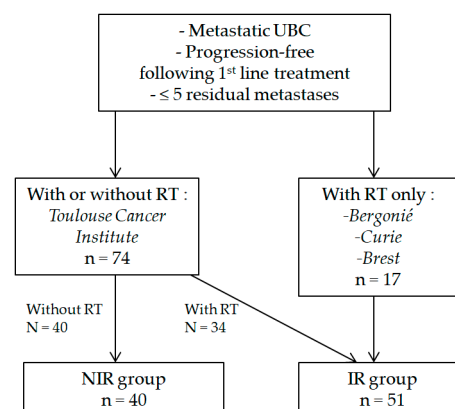 - Metastatic UBC
- Progression-free
following 1st line treatment
- ≤ 5 residual metastases
With or without RT :
Toulouse Cancer
Institute
n = 74
With RT only :
-Bergonié
-Curie
-Brest
n = 17
Without RT
N = 40
With RT
N = 34
NIR group
n = 40
IR group
n = 51